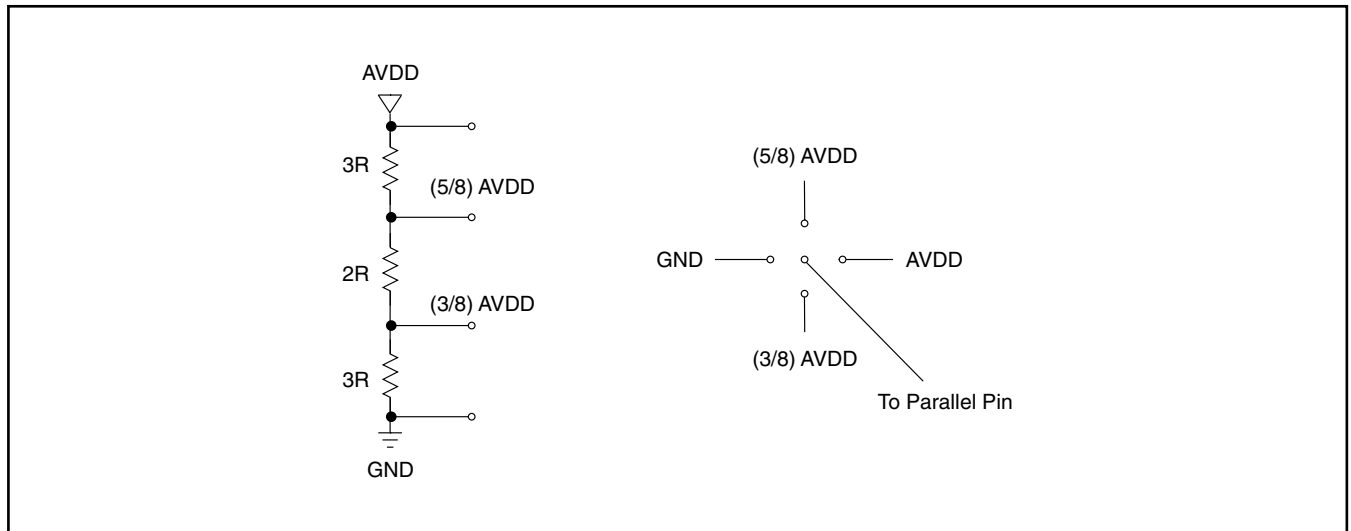 AVDD
3R
(5/8) AVDD
2R
(3/8) AVDD
3R
GND
(5/8) AVDD
GND
AVDD
(3/8) AVDD
To Parallel Pin